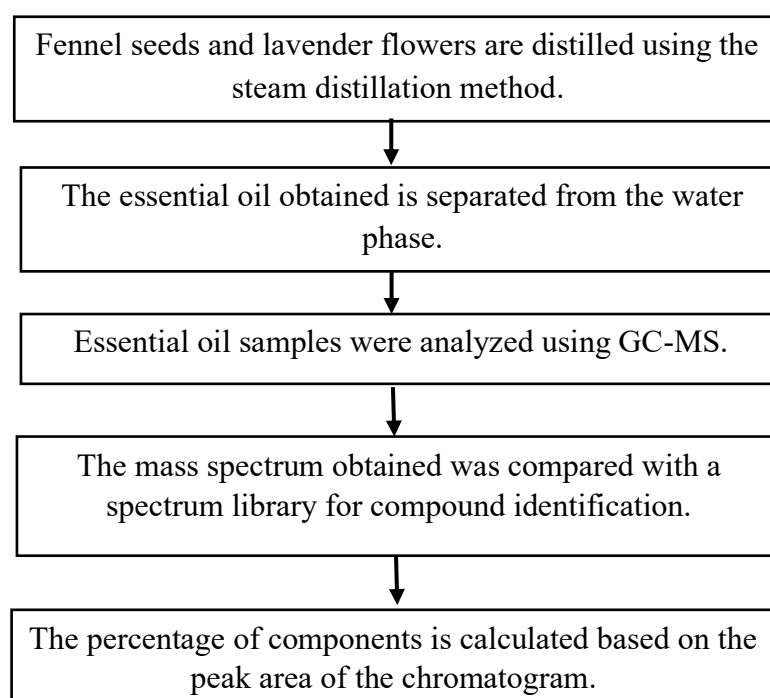 Fennel seeds and lavender flowers are distilled using the
steam distillation method.
The essential oil obtained is separated from the water
phase.
Essential oil samples were analyzed using GC-MS.
The mass spectrum obtained was compared with a
spectrum library for compound identification.
The percentage of components is calculated based on the
peak area of the chromatogram.